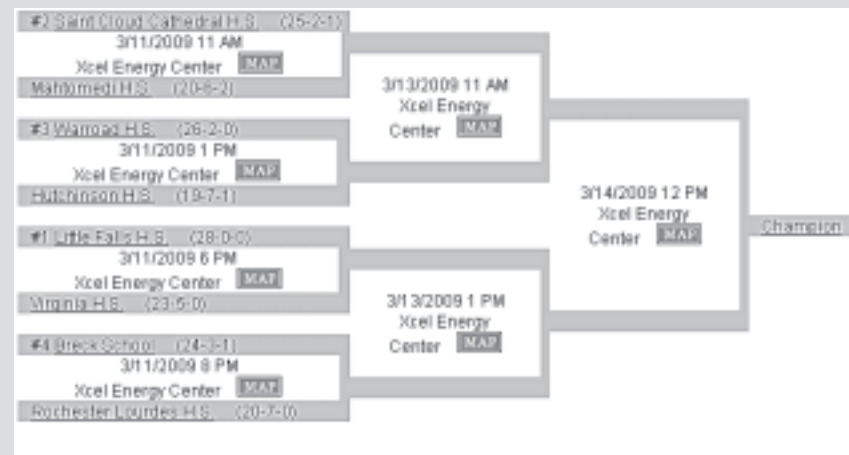 #2 Saint Cloud Cathedral H.S. (25-2-1)
3/11/2009 11 AM
Xcel Energy Center MAP
Mahtomedi H.S. (20-6-2)
3/13/2009 11 AM
Xcel Energy
Center MAP
#3 Warroad H.S. (26-2-0)
3/11/2009 1 PM
Xcel Energy Center MAP
Hutchinson H.S. (19-7-1)
3/14/2009 12 PM
Xcel Energy
Center MAP
Champion
#1 Little Falls H.S. (28-0-0)
3/11/2009 6 PM
Xcel Energy Center MAP
Virginia H.S. (23-5-0)
3/13/2009 1 PM
Xcel Energy
Center MAP
#4 Breck School (24-3-1)
3/11/2009 8 PM
Xcel Energy Center MAP
Rochester Lourdes H.S. (20-7-0)